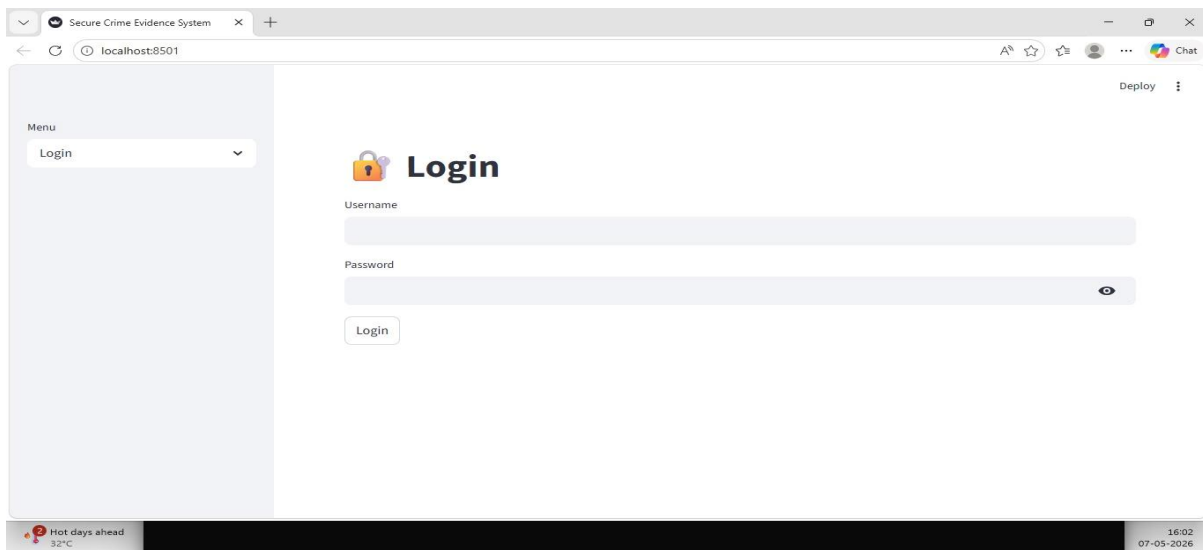 Secure Crime Evidence System
localhost:8501
Chat
Deploy
Menu
Login
Login
Username
Password
Login
2
Hot days ahead
32°C
16:02
07-05-2026